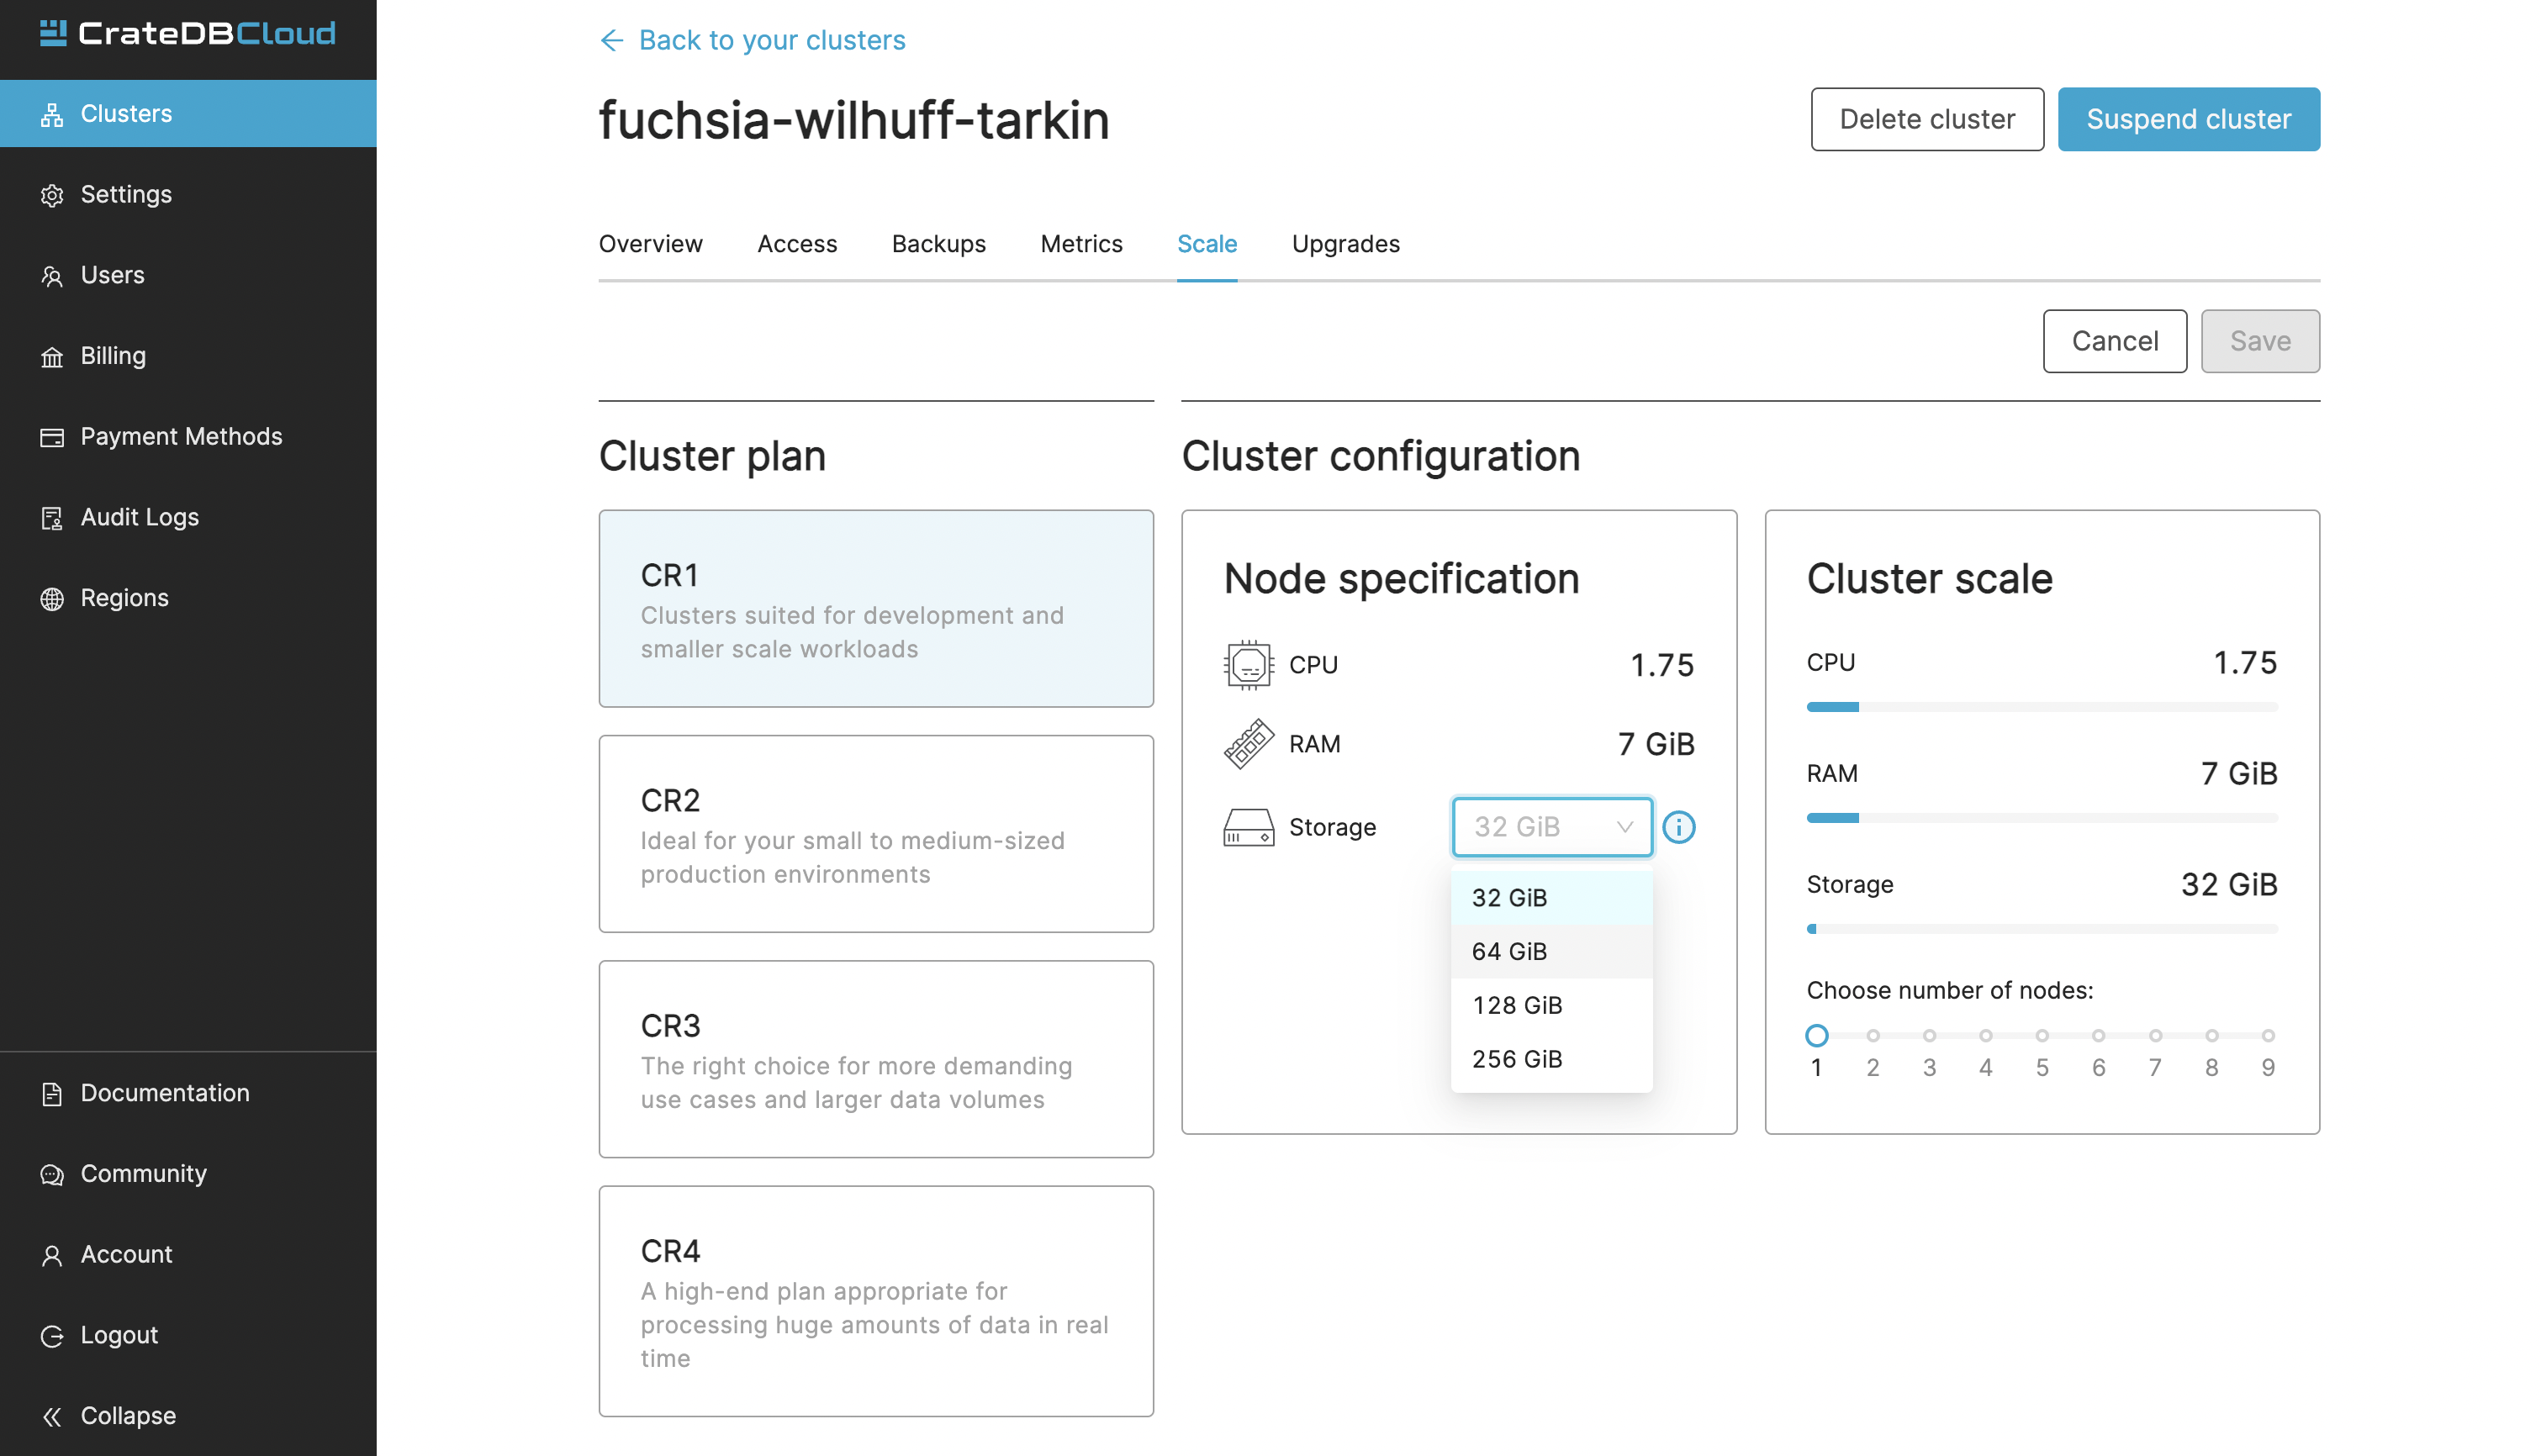 CrateDBCloud
Clusters
Settings
Users
Billing
Payment Methods
Audit Logs
Regions
Documentation
Community
Account
Logout
Collapse
Back to your clusters
fuchsia-wilhuff-tarkin
Delete cluster
Suspend cluster
Overview Access Backups Metrics Scale Upgrades
Cancel
Save
Cluster plan
CR1
Clusters suited for development and
smaller scale workloads
CR2
Ideal for your small to medium-sized
production environments
CR3
The right choice for more demanding
use cases and larger data volumes
CR4
A high-end plan appropriate for
processing huge amounts of data in real
time
Cluster configuration
Node specification
CPU 1.75
RAM 7 GiB
Storage 32 GiB
32 GiB
64 GiB
128 GiB
256 GiB
Cluster scale
CPU 1.75
RAM 7 GiB
Storage 32 GiB
Choose number of nodes:
1 2 3 4 5 6 7 8 9